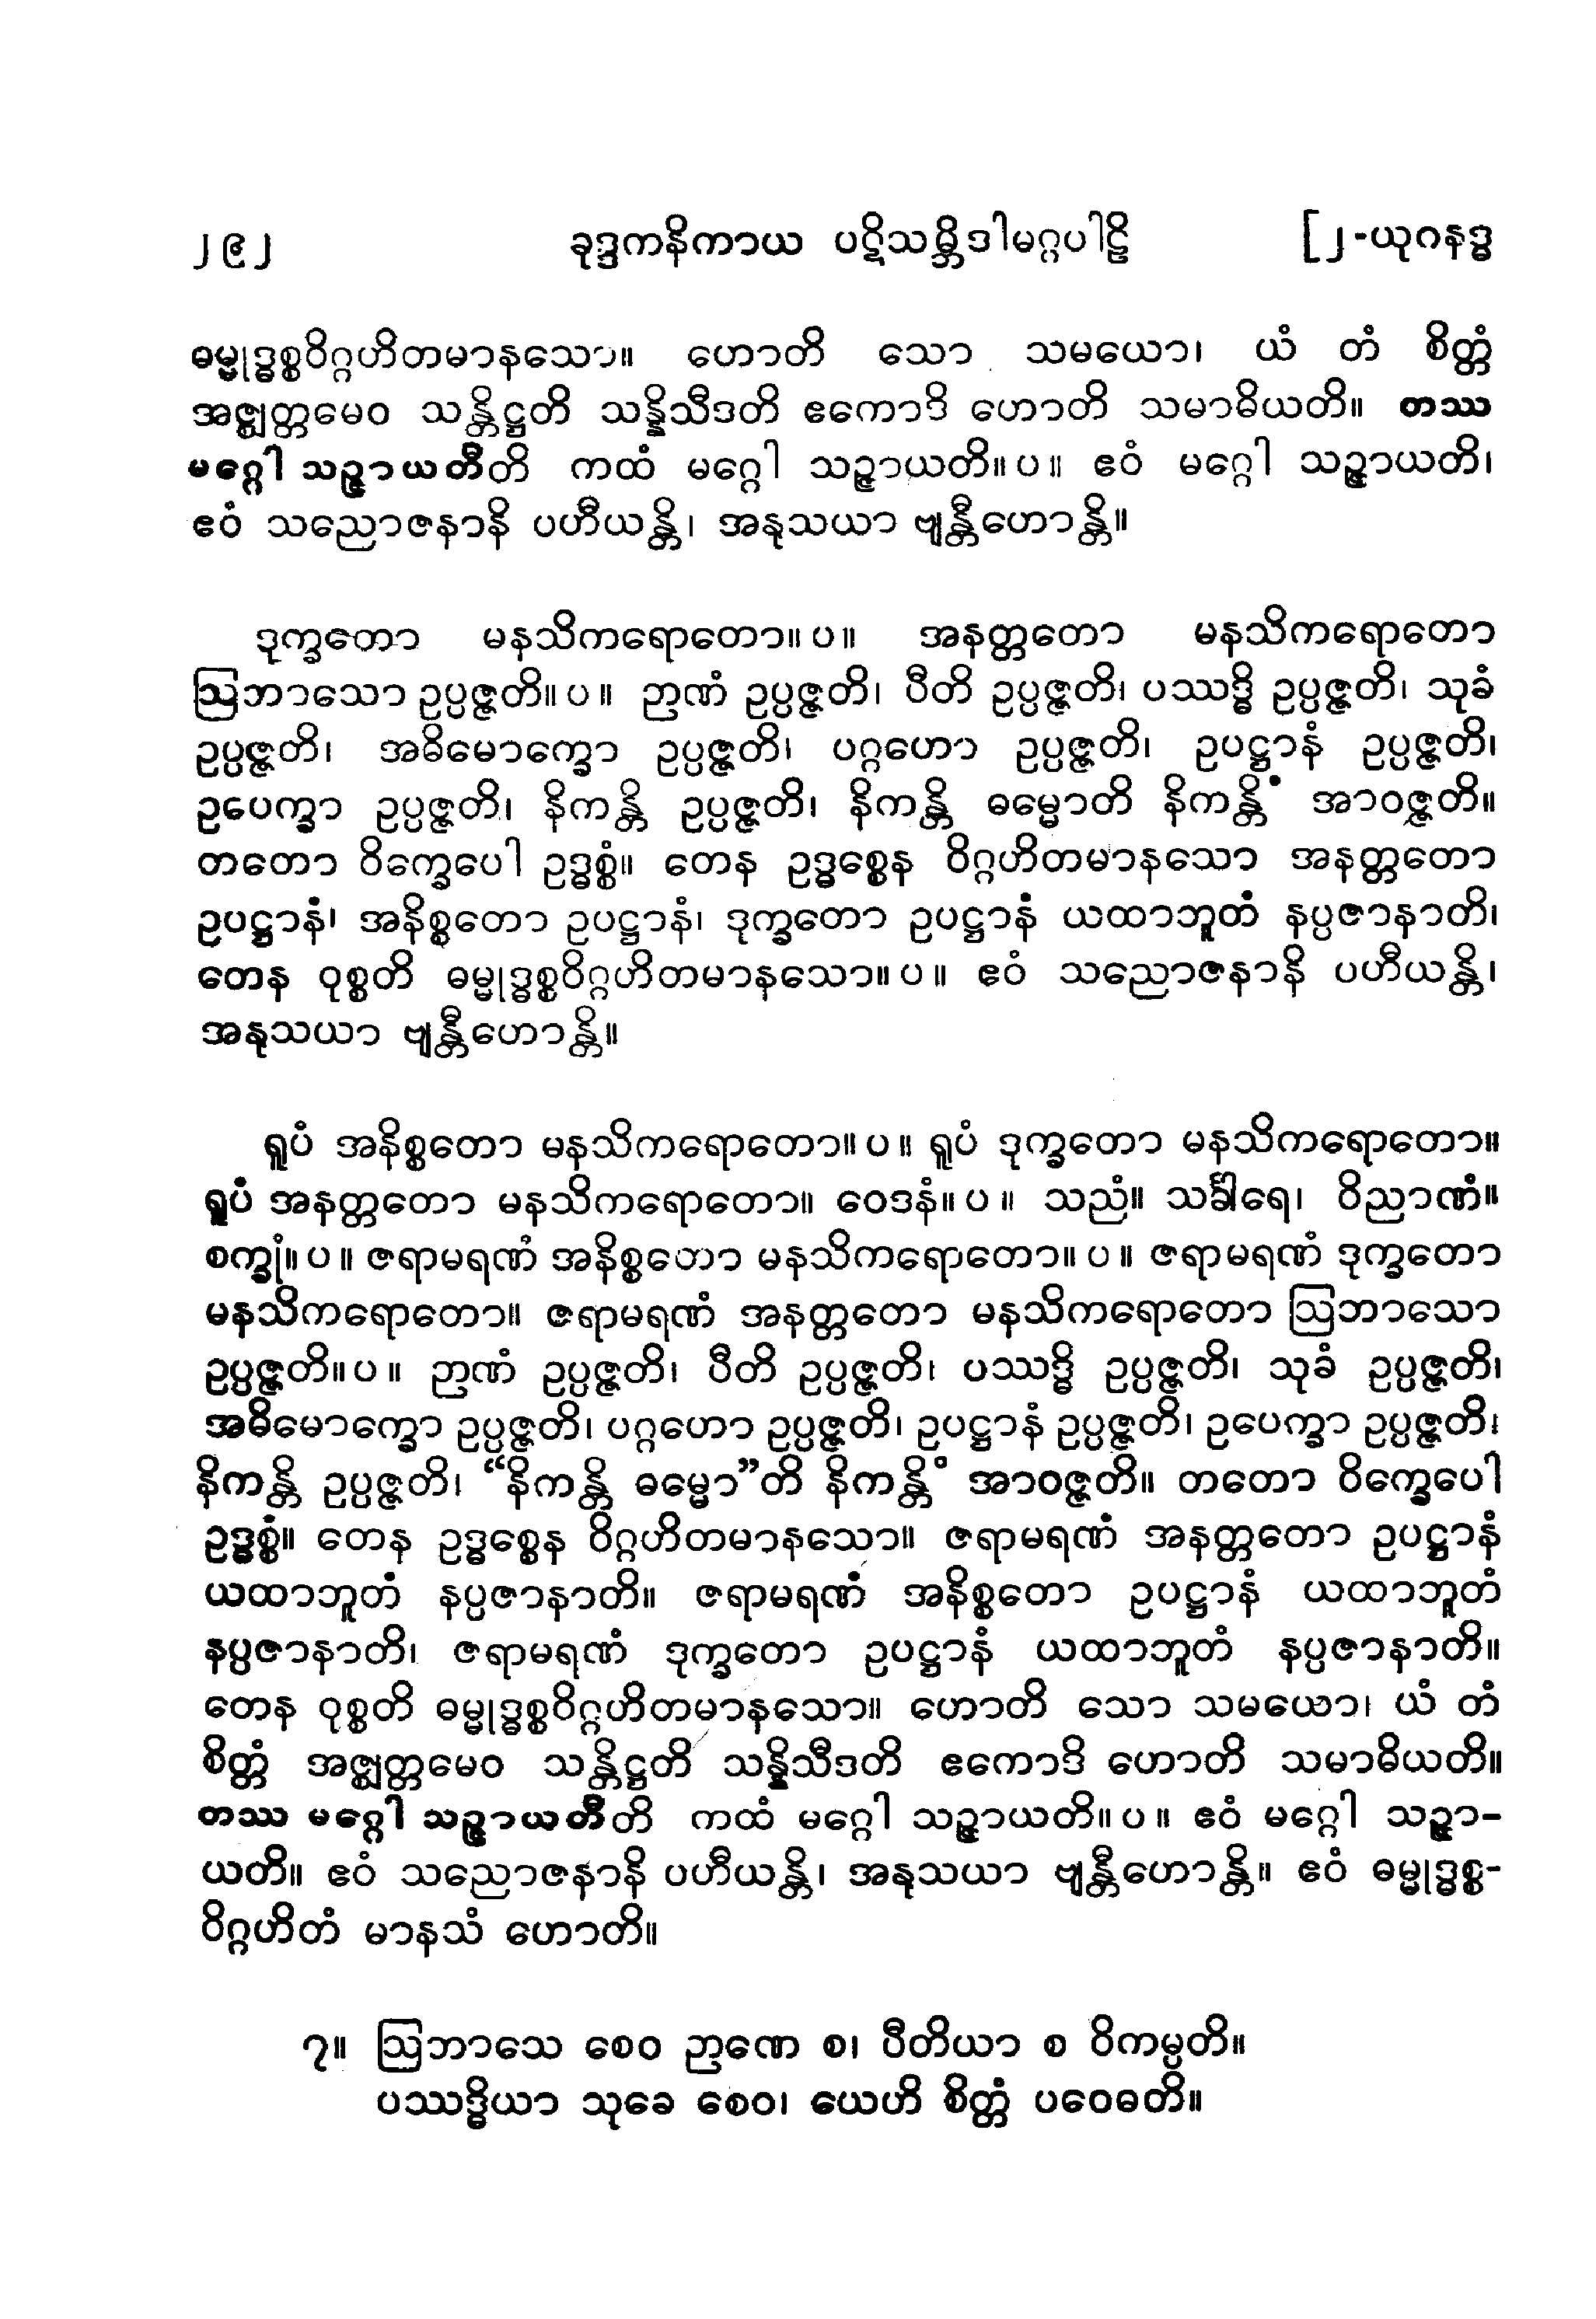 ၂၉၂ ခုဒ္ဒကနိကာယ ပဋိသမ္ဘိဒါမဂ္ဂပါဠိ [၂-ယုဂနဒ္ဓ
ဓမ္မုဒ္ဓစ္စဝိဂ္ဂဟိတမာနသော။ ဟောတိ သော သမယော၊ ယံ တံ စိတ္တံ
အဇ္ဈတ္တမေဝ သန္တိဋ္ဌတိ သန္နိသီဒတိ ဧကောဒိ ဟောတိ သမာဓိယတိ။ တဿ
မဂ္ဂေါ သဉ္ဇာယတီတိ ကထံ မဂ္ဂေါ သဉ္ဇာယတိ။ပ။ ဧဝံ မဂ္ဂေါ သဉ္ဇာယတိ၊
ဧဝံ သညောဇနာနိ ပဟီယန္တိ၊ အနုသယာ ဗျန္တီဟောန္တိ။
ဒုက္ခတော မနသိကရောတော။ပ။ အနတ္တတော မနသိကရောတော
ဩဘာသော ဥပ္ပဇ္ဇတိ။ပ။ ဉာဏံ ဥပ္ပဇ္ဇတိ၊ ပီတိ ဥပ္ပဇ္ဇတိ၊ ပဿဒ္ဓိ ဥပ္ပဇ္ဇတိ၊ သုခံ
ဥပ္ပဇ္ဇတိ၊ အဓိမောက္ခော ဥပ္ပဇ္ဇတိ၊ ပဂ္ဂဟော ဥပ္ပဇ္ဇတိ၊ ဥပဋ္ဌာနံ ဥပ္ပဇ္ဇတိ၊
ဥပေက္ခာ ဥပ္ပဇ္ဇတိ၊ နိကန္တိ ဥပ္ပဇ္ဇတိ၊ နိကန္တိ ဓမ္မောတိ နိကန္တိံ အာဝဇ္ဇတိ။
တတော ဝိက္ခေပေါ ဥဒ္ဓစ္စံ။ တေန ဥဒ္ဓစ္စေန ဝိဂ္ဂဟိတမာနသော အနတ္တတော
ဥပဋ္ဌာနံ၊ အနိစ္စတော ဥပဋ္ဌာနံ၊ ဒုက္ခတော ဥပဋ္ဌာနံ ယထာဘူတံ နပ္ပဇာနာတိ၊
တေန ဝုစ္စတိ ဓမ္မုဒ္ဓစ္စဝိဂ္ဂဟိတမာနသော။ပ။ ဧဝံ သညောဇနာနိ ပဟီယန္တိ၊
အနုသယာ ဗျန္တီဟောန္တိ။
ရူပံ အနိစ္စတော မနသိကရောတော။ပ။ ရူပံ ဒုက္ခတော မနသိကရောတော။
ရူပံ အနတ္တတော မနသိကရောတော။ ဝေဒနံ။ပ။ သညံ။ သင်္ခါရေ၊ ဝိညာဏံ။
စက္ခုံ။ပ။ ဇရာမရဏံ အနိစ္စတော မနသိကရောတော။ပ။ ဇရာမရဏံ ဒုက္ခတော
မနသိကရောတော။ ဇရာမရဏံ အနတ္တတော မနသိကရောတော ဩဘာသော
ဥပ္ပဇ္ဇတိ။ပ။ ဉာဏံ ဥပ္ပဇ္ဇတိ၊ ပီတိ ဥပ္ပဇ္ဇတိ၊ ပဿဒ္ဓိ ဥပ္ပဇ္ဇတိ၊ သုခံ ဥပ္ပဇ္ဇတိ၊
အဓိမောက္ခော ဥပ္ပဇ္ဇတိ၊ ပဂ္ဂဟော ဥပ္ပဇ္ဇတိ၊ ဥပဋ္ဌာနံ ဥပ္ပဇ္ဇတိ၊ ဥပေက္ခာ ဥပ္ပဇ္ဇတိ၊
နိကန္တိ ဥပ္ပဇ္ဇတိ၊ “နိကန္တိ ဓမ္မော”တိ နိကန္တိံ အာဝဇ္ဇတိ။ တတော ဝိက္ခေပေါ
ဥဒ္ဓစ္စံ။ တေန ဥဒ္ဓစ္စေန ဝိဂ္ဂဟိတမာနသော။ ဇရာမရဏံ အနတ္တတော ဥပဋ္ဌာနံ
ယထာဘူတံ နပ္ပဇာနာတိ။ ဇရာမရဏံ အနိစ္စတော ဥပဋ္ဌာနံ ယထာဘူတံ
နပ္ပဇာနာတိ၊ ဇရာမရဏံ ဒုက္ခတော ဥပဋ္ဌာနံ ယထာဘူတံ နပ္ပဇာနာတိ။
တေန ဝုစ္စတိ ဓမ္မုဒ္ဓစ္စဝိဂ္ဂဟိတမာနသော။ ဟောတိ သော သမယော၊ ယံ တံ
စိတ္တံ အဇ္ဈတ္တမေဝ သန္တိဋ္ဌတိ သန္နိသီဒတိ ဧကောဒိ ဟောတိ သမာဓိယတိ။
တဿ မဂ္ဂေါ သဉ္ဇာယတီတိ ကထံ မဂ္ဂေါ သဉ္ဇာယတိ။ပ။ ဧဝံ မဂ္ဂေါ သဉ္ဇာ-
ယတိ။ ဧဝံ သညောဇနာနိ ပဟီယန္တိ၊ အနုသယာ ဗျန္တီဟောန္တိ။ ဧဝံ ဓမ္မုဒ္ဓစ္စ-
ဝိဂ္ဂဟိတံ မာနသံ ဟောတိ။
၇။ ဩဘာသေ စေဝ ဉာဏေ စ၊ ပီတိယာ စ ဝိကမ္ပတိ။
ပဿဒ္ဓိယာ သုခေ စေဝ၊ ယေဟိ စိတ္တံ ပဝေဓတိ။